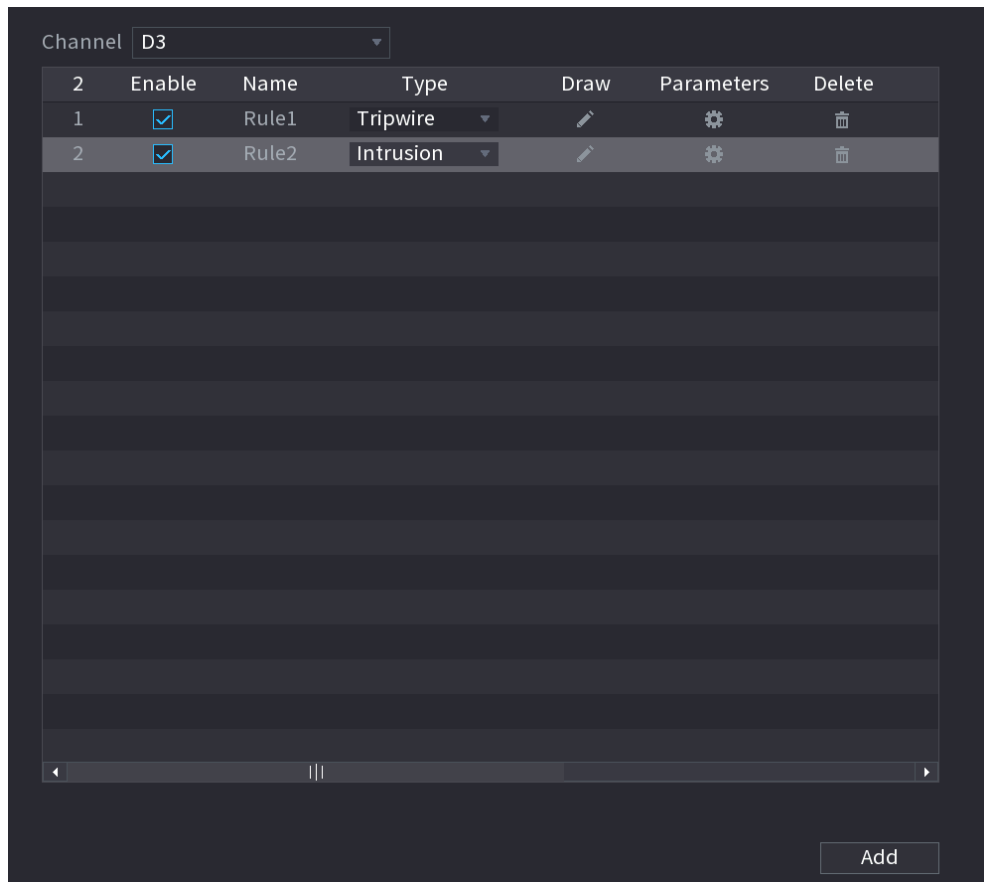 Channel D3
2 Enable Name Type Draw Parameters Delete
1 Rule1 Tripwire
2 Rule2 Intrusion
Add